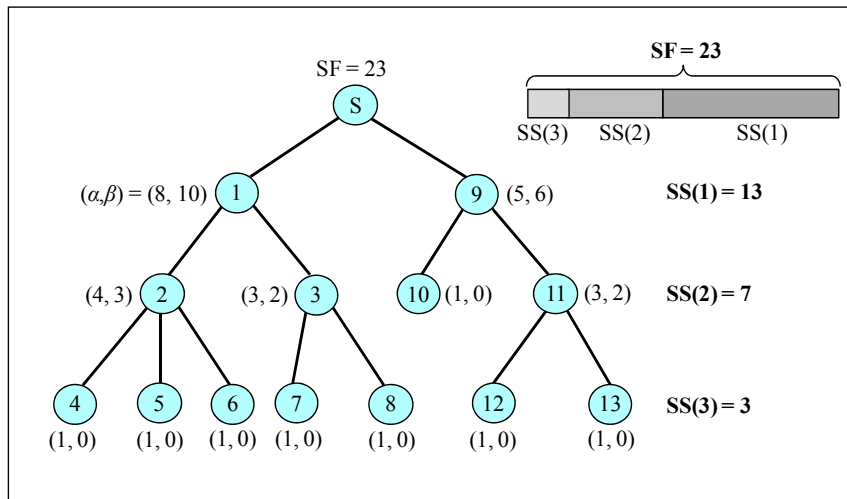 SF = 23
SF = 23
S
SS(3) SS(2) SS(1)
(α,β) = (8, 10) 1 9 (5, 6) SS(1) = 13
(4, 3) 2 (3, 2) 3 10 (1, 0) 11 (3, 2) SS(2) = 7
4 5 6 7 8 12 13 SS(3) = 3
(1, 0) (1, 0) (1, 0) (1, 0) (1, 0) (1, 0) (1, 0)